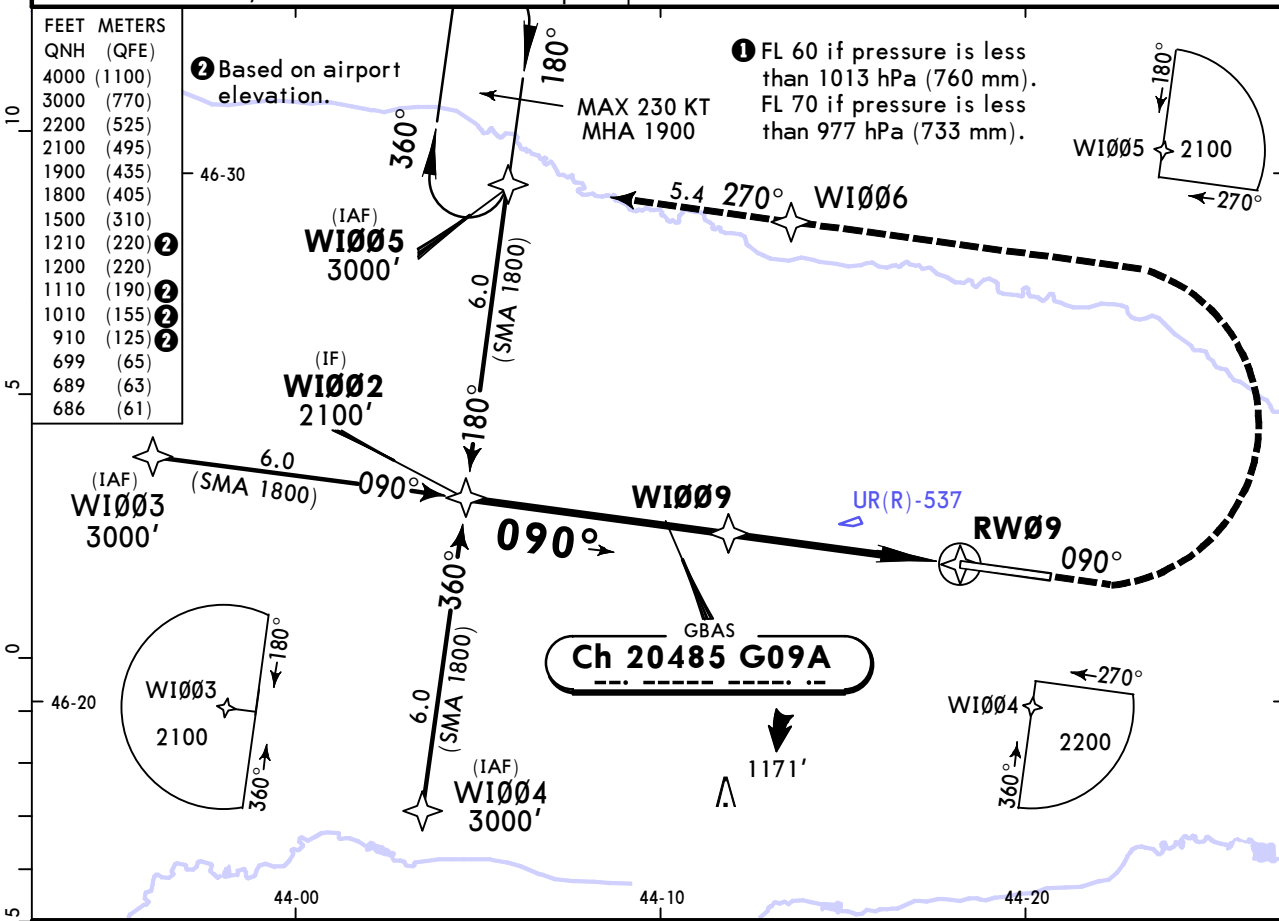 FEET METERS
QNH (QFE)
4000 (1100)
3000 (770)
2200 (525)
2100 (495)
1900 (435)
1800 (405)
1500 (310)
1210 (220) 2
1200 (220)
1110 (190) 2
1010 (155) 2
910 (125) 2
699 (65)
689 (63)
686 (61)
2 Based on airport
elevation.
180°
360°
MAX 230 KT
MHA 1900
1 FL 60 if pressure is less
than 1013 hPa (760 mm).
FL 70 if pressure is less
than 977 hPa (733 mm).
180°
WIØØ5
2100
270°
10
46-30
(IAF)
WIØØ5
3000'
5.4
270°
WIØØ6
6.0
(SMA 1800)
180°
5
(IF)
WIØØ2
2100'
(IAF)
WIØØ3
3000'
6.0
(SMA 1800)
090°
090°
WIØØ9
UR(R)-537
RWØ9
090°
360°
6.0
(SMA 1800)
GBAS
Ch 20485 G09A
0
46-20
180°
WIØØ3
2100
360°
(IAF)
WIØØ4
3000'
1171'
270°
WIØØ4
2200
360°
5
44-00
44-10
44-20